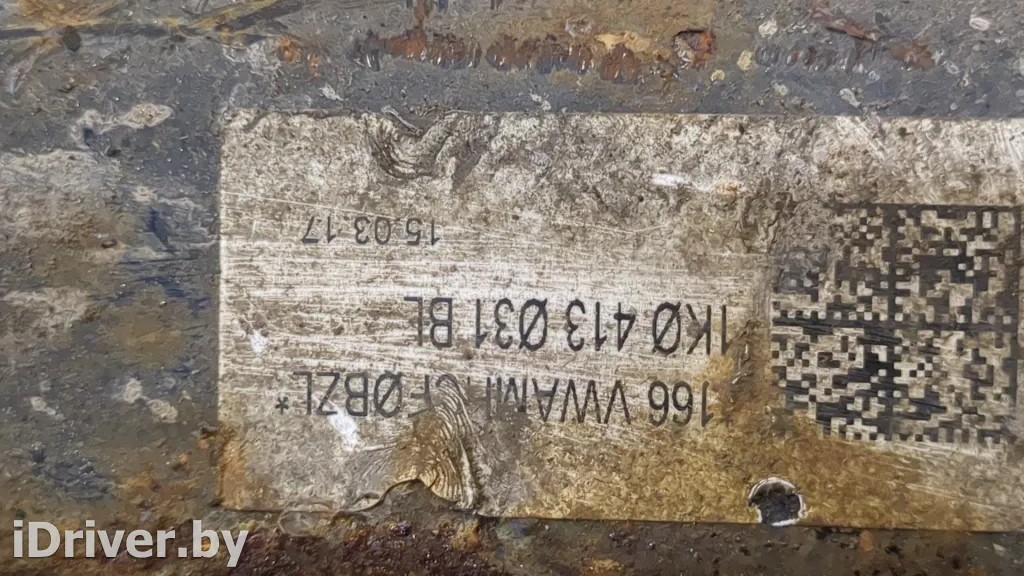 166 VWAM
FØBZL*
1KØ 413 Ø31 BL
15.03.17
iDriver.by